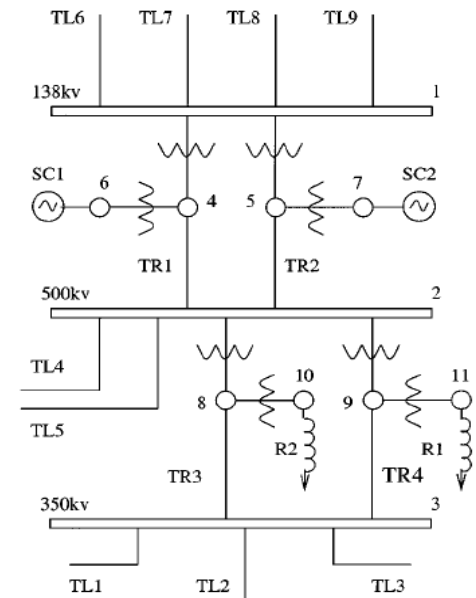 TL6 TL7 TL8 TL9
138kv 1
SC1 6 4 5 7 SC2
TR1 TR2
500kv 2
TL4
TL5
8 10 9 11
R2 R1
TR3 TR4
350kv 3
TL1 TL2 TL3